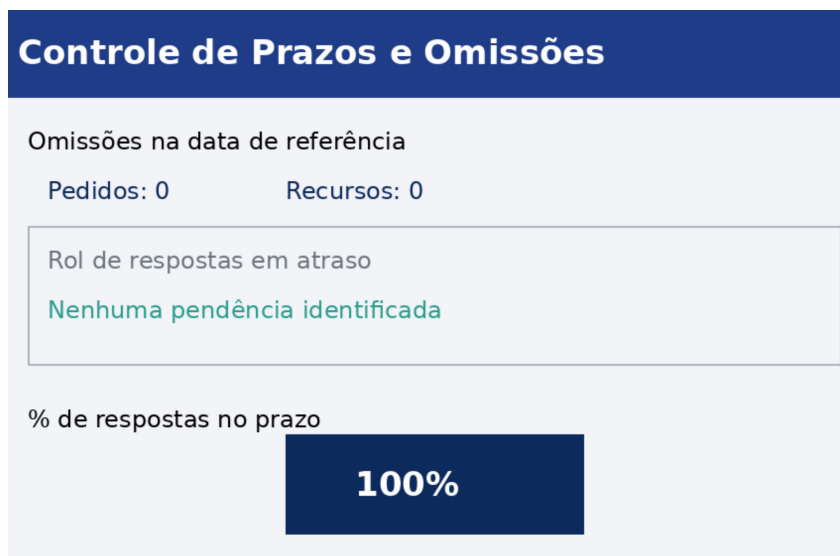 Controle de Prazos e Omissões
Omissões na data de referência
Pedidos: 0 Recursos: 0
Rol de respostas em atraso
Nenhuma pendência identificada
% de respostas no prazo
100%